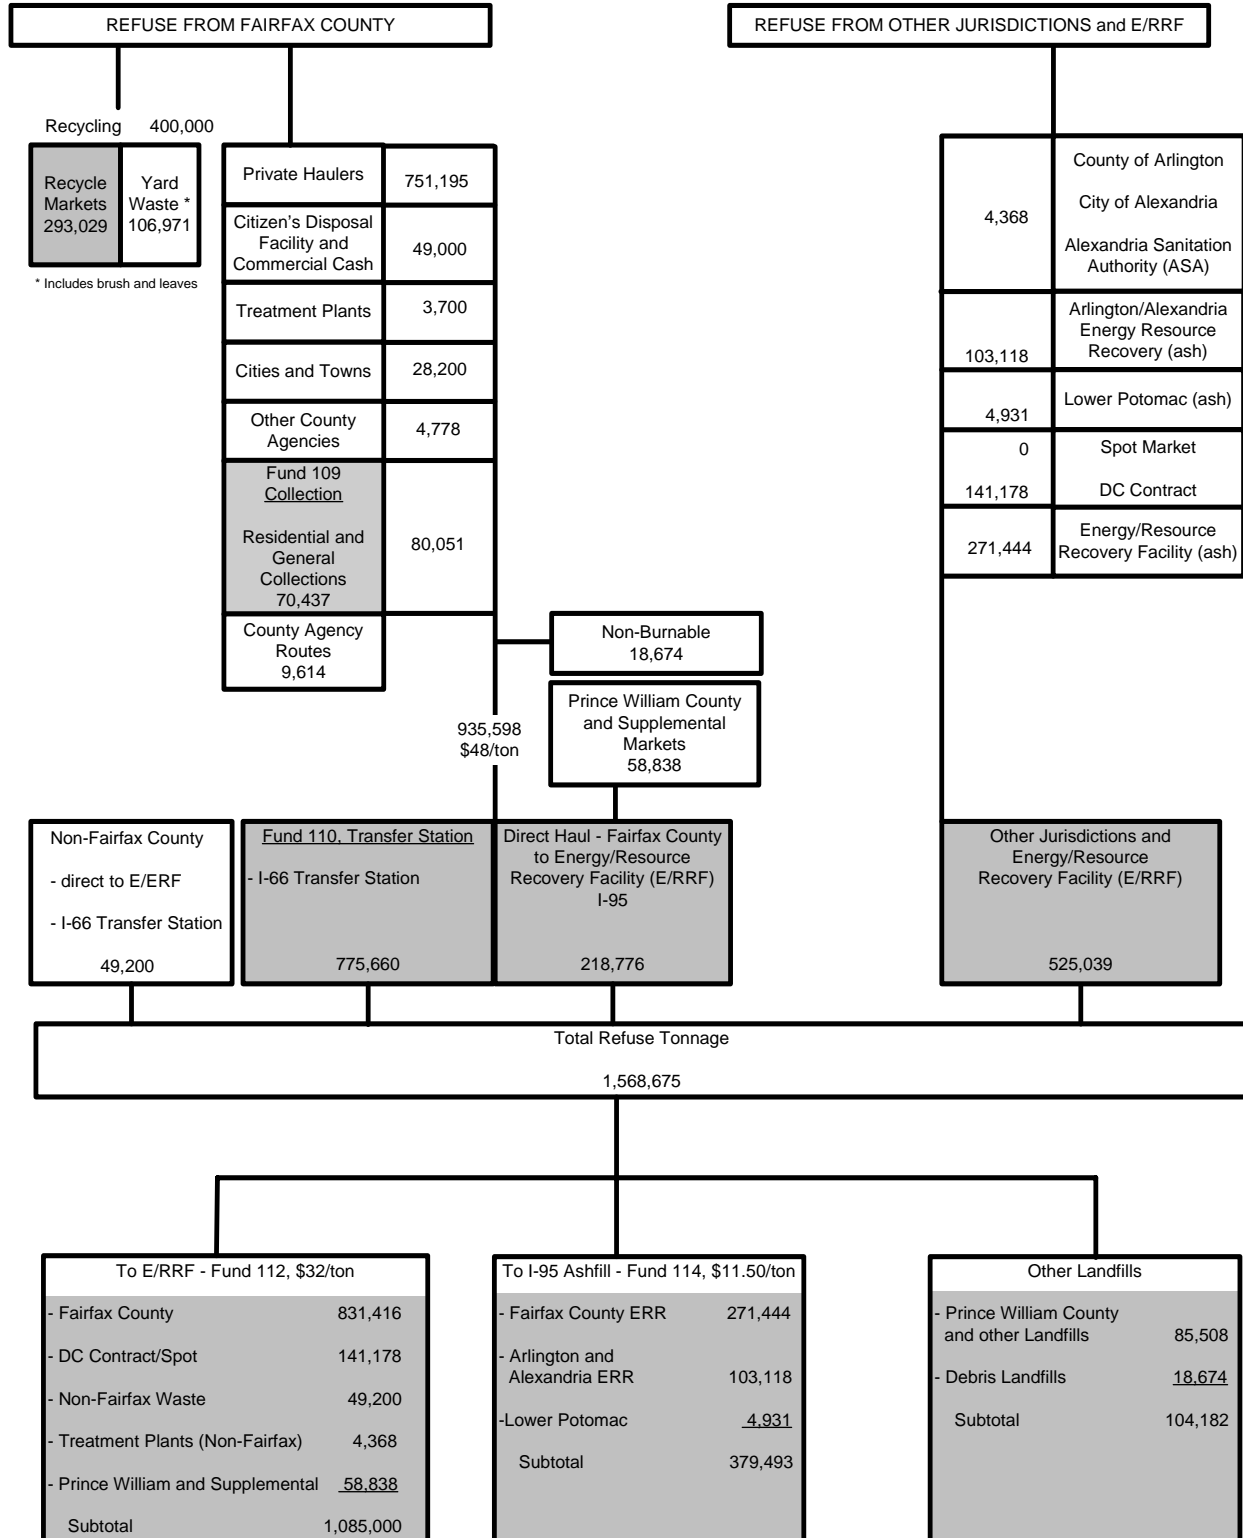 REFUSE FROM FAIRFAX COUNTY
REFUSE FROM OTHER JURISDICTIONS and E/RRF
Recycling 400,000
Recycle
Markets
293,029
Yard
Waste *
106,971
* Includes brush and leaves
Private Haulers
751,195
Citizen's Disposal
Facility and
Commercial Cash
49,000
Treatment Plants
3,700
Cities and Towns
28,200
Other County
Agencies
4,778
Fund 109
Collection
Residential and
General
Collections
70,437
80,051
County Agency
Routes
9,614
Non-Burnable
18,674
Prince William County
and Supplemental
Markets
58,838
935,598
$48/ton
4,368
County of Arlington
City of Alexandria
Alexandria Sanitation
Authority (ASA)
103,118
Arlington/Alexandria
Energy Resource
Recovery (ash)
4,931
Lower Potomac (ash)
0
Spot Market
141,178
DC Contract
271,444
Energy/Resource
Recovery Facility (ash)
Non-Fairfax County
- direct to E/ERF
- I-66 Transfer Station
49,200
Fund 110, Transfer Station
- I-66 Transfer Station
775,660
Direct Haul - Fairfax County
to Energy/Resource
Recovery Facility (E/RRF)
I-95
218,776
Other Jurisdictions and
Energy/Resource
Recovery Facility (E/RRF)
525,039
Total Refuse Tonnage
1,568,675
To E/RRF - Fund 112, $32/ton
- Fairfax County 831,416
- DC Contract/Spot 141,178
- Non-Fairfax Waste 49,200
- Treatment Plants (Non-Fairfax) 4,368
- Prince William and Supplemental 58,838
Subtotal 1,085,000
To I-95 Ashfill - Fund 114, $11.50/ton
- Fairfax County ERR 271,444
- Arlington and
Alexandria ERR 103,118
-Lower Potomac 4,931
Subtotal 379,493
Other Landfills
- Prince William County
and other Landfills 85,508
- Debris Landfills 18,674
Subtotal 104,182